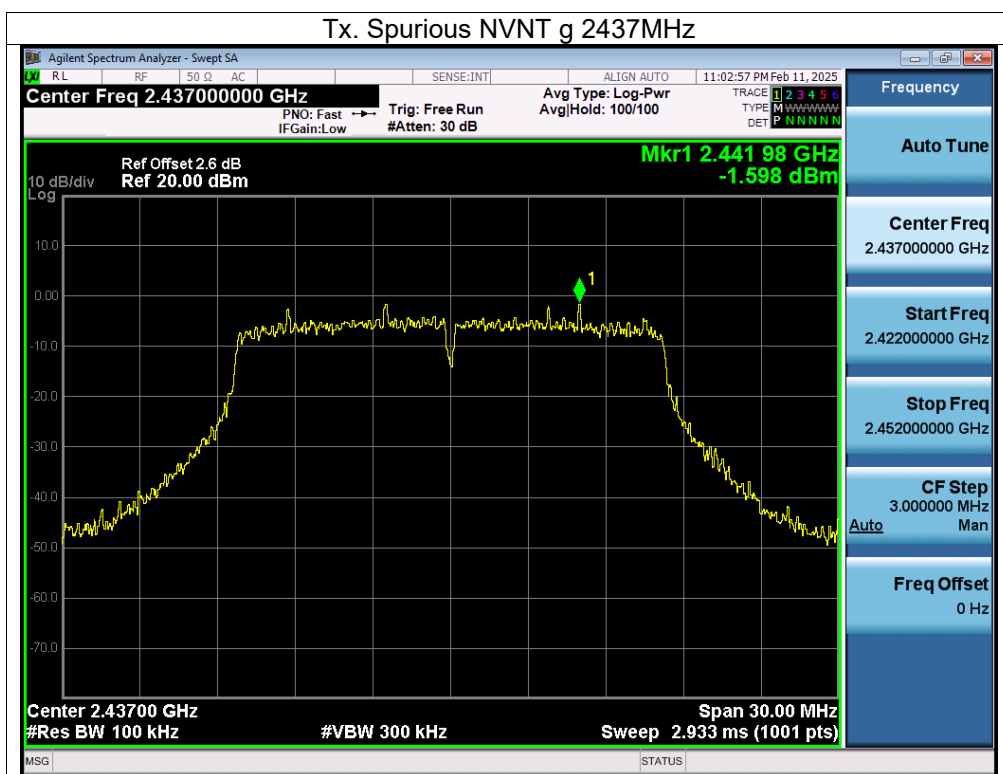 Tx. Spurious NVNT g 2437MHz
Agilent Spectrum Analyzer - Swept SA
LXI RL RF 50 Ω AC SENSE:INT ALIGN AUTO 11:02:57 PM Feb 11, 2025
Center Freq 2.437000000 GHz
PNO: Fast
IFGain:Low
Trig: Free Run
#Atten: 30 dB
Avg Type: Log-Pwr
Avg|Hold: 100/100
TRACE 1 2 3 4 5 6
TYPE M WWWWW
DET P N N N N N
Mkr1 2.441 98 GHz
-1.598 dBm
Ref Offset 2.6 dB
10 dB/div Ref 20.00 dBm
Log
10.0
0.00
-10.0
-20.0
-30.0
-40.0
-50.0
-60.0
-70.0
1
Center 2.43700 GHz Span 30.00 MHz
#Res BW 100 kHz #VBW 300 kHz Sweep 2.933 ms (1001 pts)
MSG STATUS
Frequency
Auto Tune
Center Freq
2.437000000 GHz
Start Freq
2.422000000 GHz
Stop Freq
2.452000000 GHz
CF Step
3.000000 MHz
Auto Man
Freq Offset
0 Hz